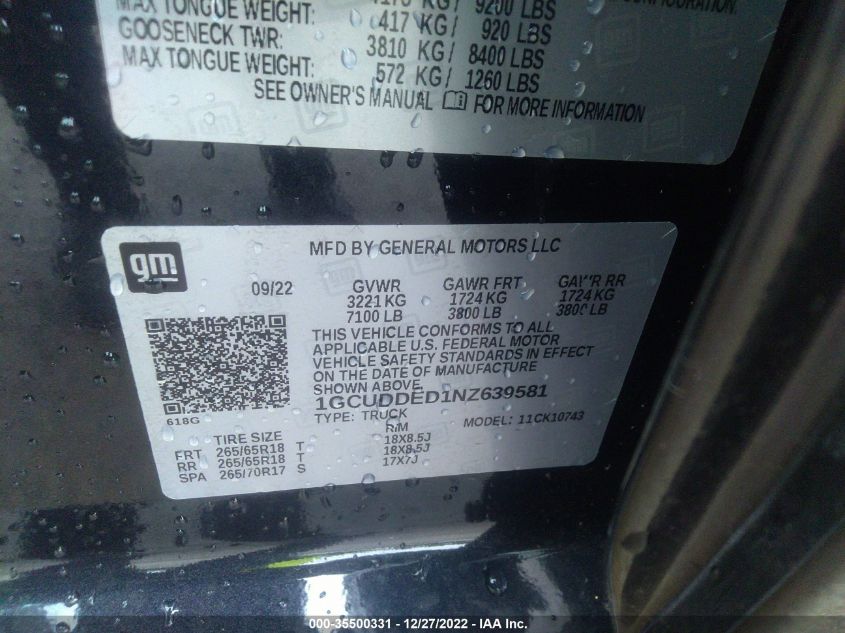 MAX TONGUE WEIGHT: 417 KG/ 920 LBS
GOOSENECK TWR: 3810 KG/ 8400 LBS
MAX TONGUE WEIGHT: 572 KG/ 1260 LBS
SEE OWNER'S MANUAL FOR MORE INFORMATION
gm
MFD BY GENERAL MOTORS LLC
09/22 GVWR GAWR FRT GAWR RR
3221 KG 1724 KG 1724 KG
7100 LB 3800 LB 3800 LB
THIS VEHICLE CONFORMS TO ALL
APPLICABLE U.S. FEDERAL MOTOR
VEHICLE SAFETY STANDARDS IN EFFECT
ON THE DATE OF MANUFACTURE
SHOWN ABOVE.
1GCUDDED1NZ639581
618G TYPE: TRUCK MODEL: 11CK10743
TIRE SIZE RIM
FRT 265/65R18 T 18X8.5J
RR 265/65R18 T 18X8.5J
SPA 265/70R17 S 17X7J
000-35500331 - 12/27/2022 - IAA Inc.